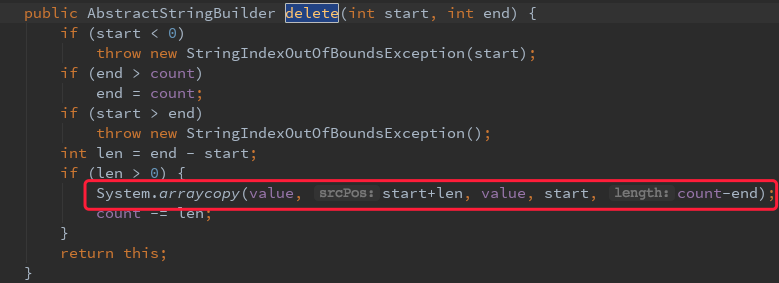 public AbstractStringBuilder delete(int start, int end) {
    if (start < 0)
        throw new StringIndexOutOfBoundsException(start);
    if (end > count)
        end = count;
    if (start > end)
        throw new StringIndexOutOfBoundsException();
    int len = end - start;
    if (len > 0) {
        System.arraycopy(value, srcPos: start+len, value, start, length: count-end);
        count -= len;
    }
    return this;
}